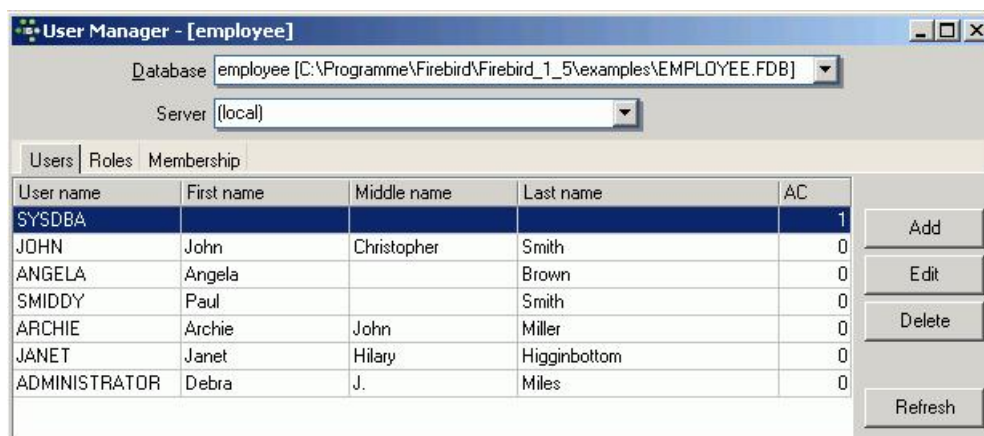 User Manager - [employee]
Database employee [C:\Programme\Firebird\Firebird_1_5\examples\EMPLOYEE.FDB]
Server (local)
Users Roles Membership
User name First name Middle name Last name AC
SYSDBA 1
JOHN John Christopher Smith 0
ANGELA Angela Brown 0
SMIDDY Paul Smith 0
ARCHIE Archie John Miller 0
JANET Janet Hilary Higginbottom 0
ADMINISTRATOR Debra J. Miles 0
Add
Edit
Delete
Refresh